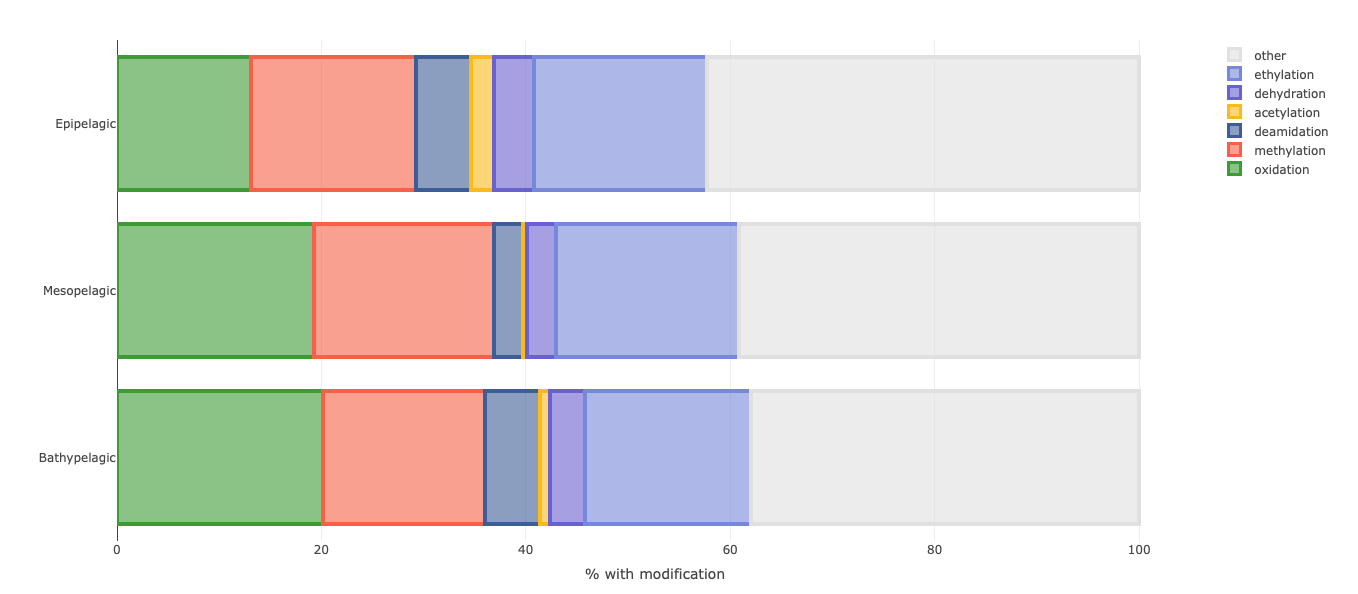 Epipelagic
Mesopelagic
Bathypelagic
0 20 40 60 80 100
% with modification
other
ethylation
dehydration
acetylation
deamidation
methylation
oxidation